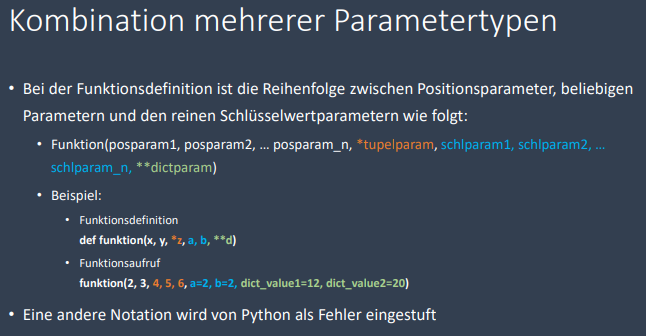 Kombination mehrerer Parametertypen
• Bei der Funktionsdefinition ist die Reihenfolge zwischen Positionsparameter, beliebigen
Parametern und den reinen Schlüsselwertparametern wie folgt:
• Funktion(posparam1, posparam2, ... posparam_n, *tupelparam, schlparam1, schlparam2, ...
schlparam_n, **dictparam)
• Beispiel:
• Funktionsdefinition
def funktion(x, y, *z, a, b, **d)
• Funktionsaufruf
funktion(2, 3, 4, 5, 6, a=2, b=2, dict_value1=12, dict_value2=20)
• Eine andere Notation wird von Python als Fehler eingestuft